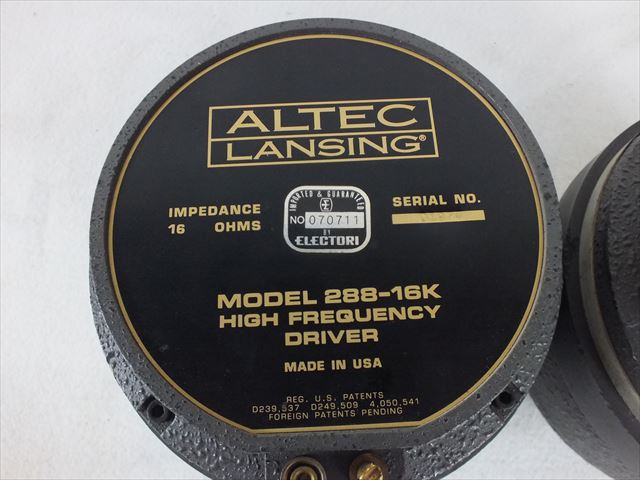 ALTEC
LANSING®
IMPEDANCE
16 OHMS
IMPORTED & GUARANTEED
NO 070711
BY
ELECTORI
SERIAL NO.
MODEL 288-16K
HIGH FREQUENCY
DRIVER
MADE IN USA
REG. U.S. PATENTS
D239,537 D249,509 4,050,541
FOREIGN PATENTS PENDING